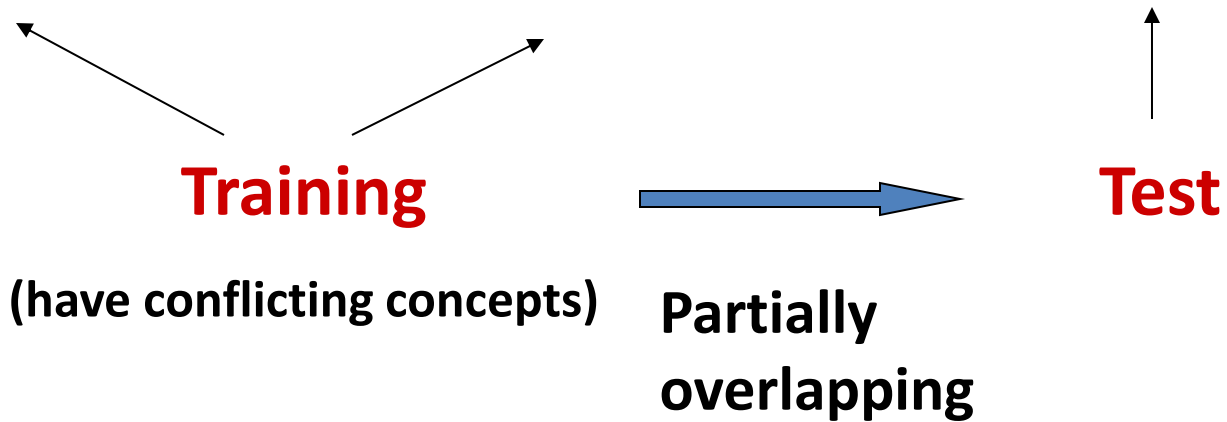 Training
Test
(have conflicting concepts)
Partially
overlapping